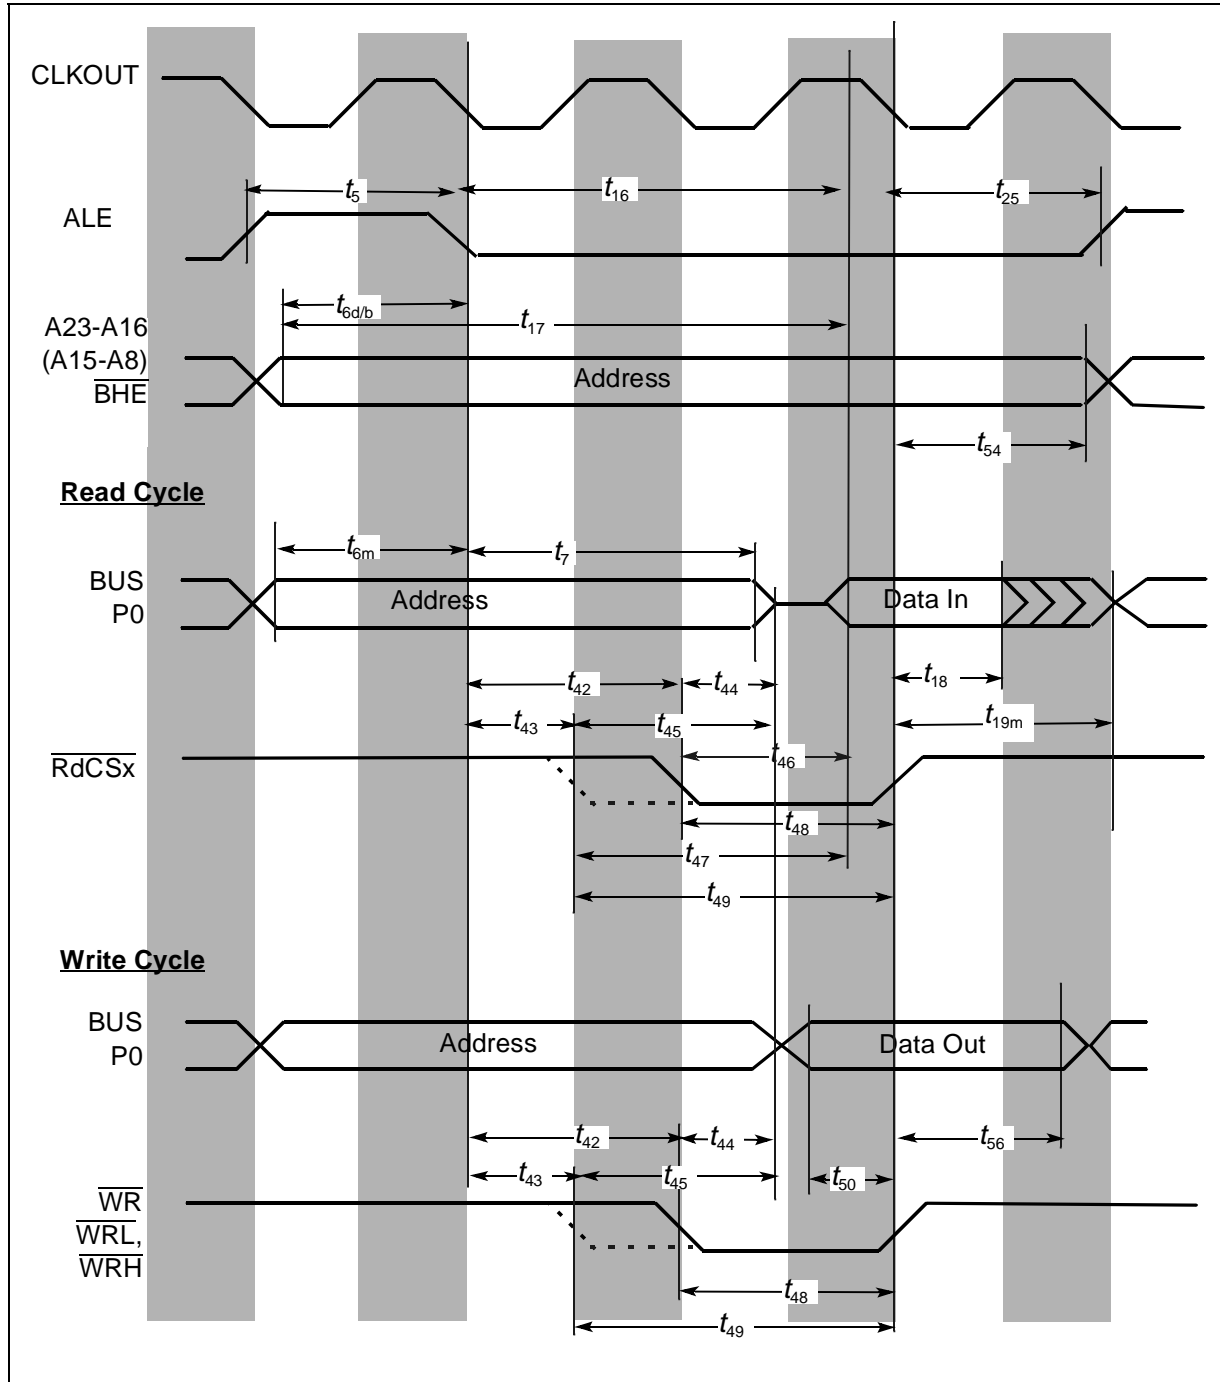 CLKOUT
t5 t16 t25
ALE
t6d/b
A23-A16
t17
(A15-A8)
BHE
Address
t54
Read Cycle
t6m t7
BUS
P0
Address Data In
t42 t44 t18
t43 t45 t19m
RdCSx
t46
t48
t47
t49
Write Cycle
BUS
P0
Address Data Out
t42 t44 t56
t43 t45 t50
WR
WRL,
WRH
t48
t49